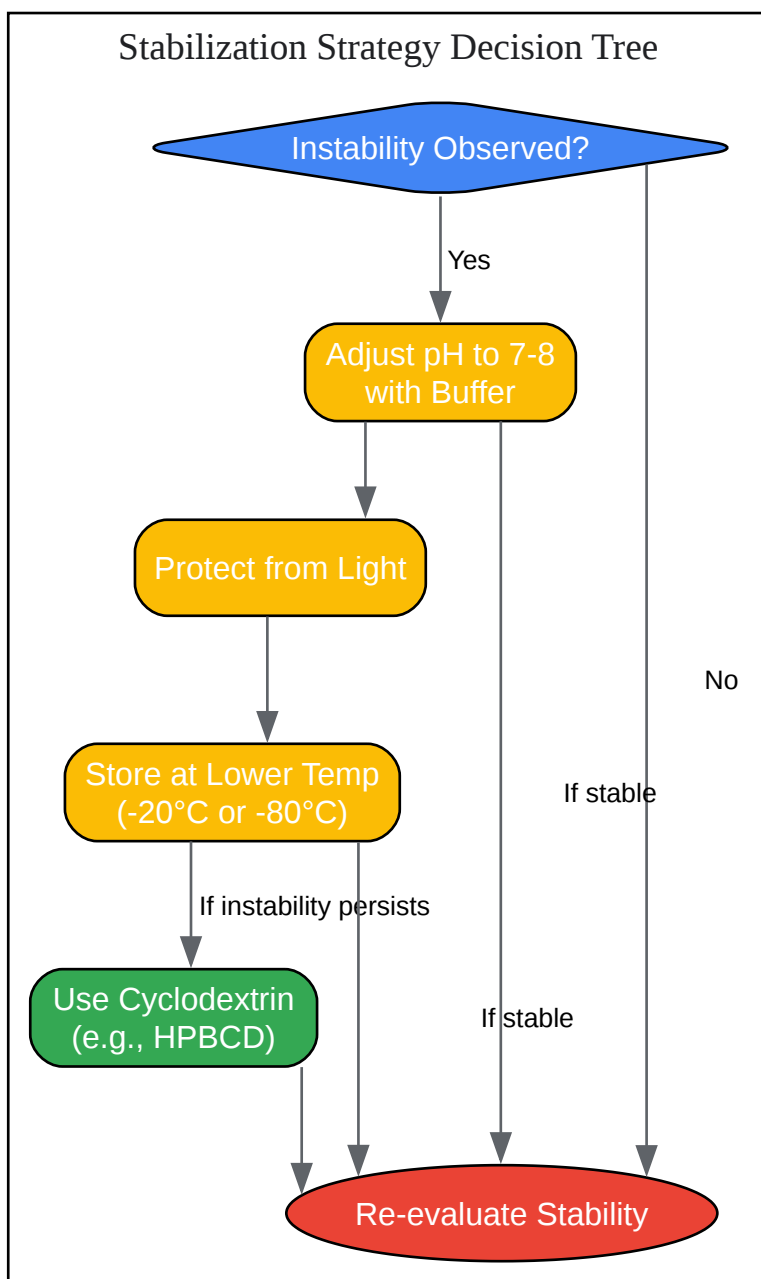 Stabilization Strategy Decision Tree
Instability Observed?
Yes
Adjust pH to 7-8
with Buffer
Protect from Light
No
Store at Lower Temp
(-20°C or -80°C)
If stable
If instability persists
Use Cyclodextrin
(e.g., HPBCD)
If stable
Re-evaluate Stability